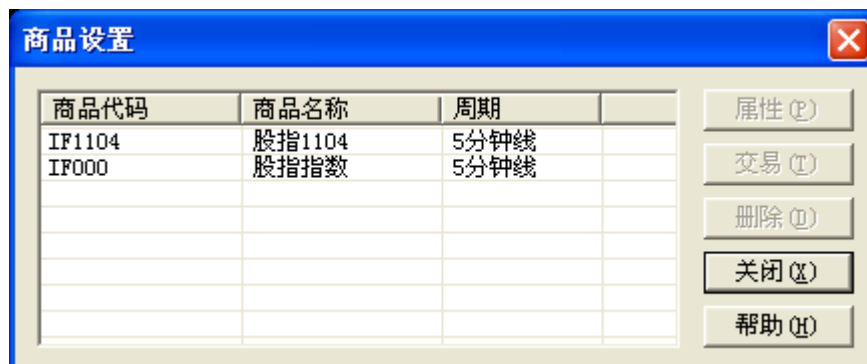 商品设置
商品代码 商品名称 周期
IF1104 股指1104 5分钟线
IF000 股指指数 5分钟线
属性(P)
交易(T)
删除(D)
关闭(X)
帮助(H)